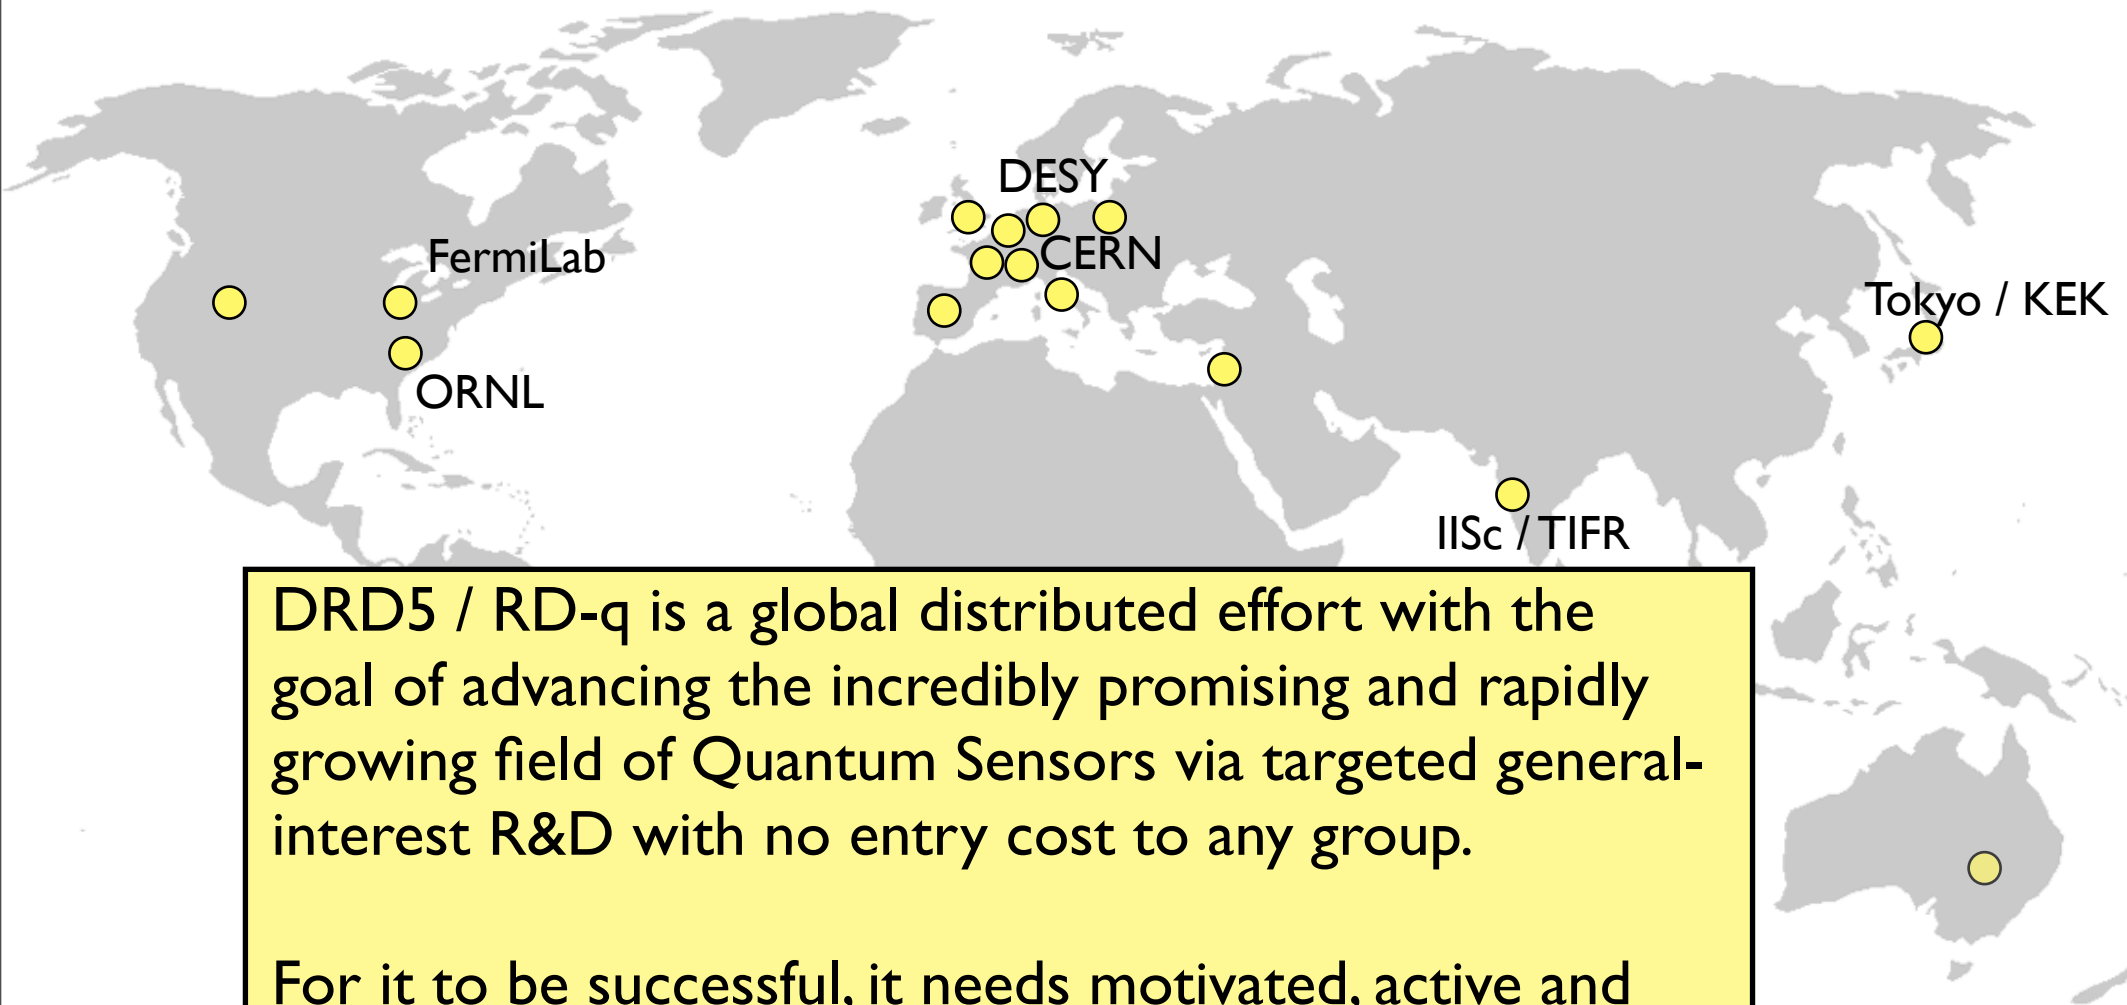 DESY
FermiLab
CERN
Tokyo / KEK
ORNL
IISc / TIFR
DRD5 / RD-q is a global distributed effort with the
goal of advancing the incredibly promising and rapidly
growing field of Quantum Sensors via targeted general-
interest R&D with no entry cost to any group.
For it to be successful, it needs motivated, active and